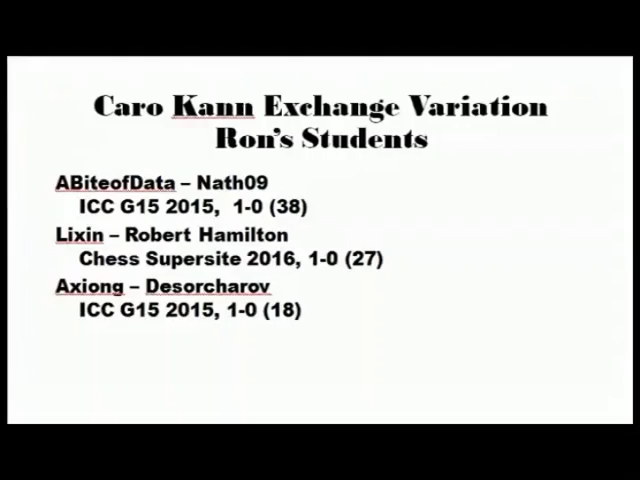 Caro Kann Exchange Variation
Ron's Students
ABiteofData – Nath09
ICC G15 2015, 1-0 (38)
Lixin – Robert Hamilton
Chess Supersite 2016, 1-0 (27)
Axiong – Desorcharov
ICC G15 2015, 1-0 (18)